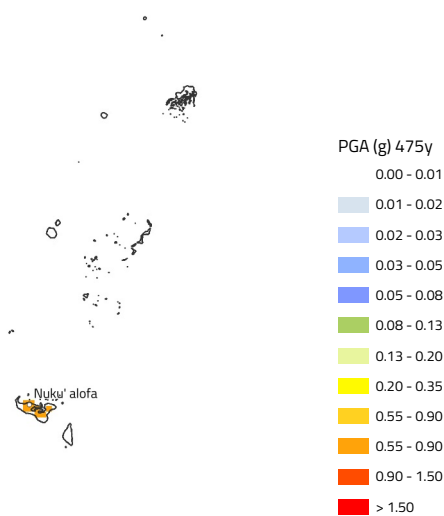 PGA (g) 475y
0.00 - 0.01
0.01 - 0.02
0.02 - 0.03
0.03 - 0.05
0.05 - 0.08
0.08 - 0.13
0.13 - 0.20
0.20 - 0.35
0.55 - 0.90
0.55 - 0.90
0.90 - 1.50
> 1.50
Nuku' alofa